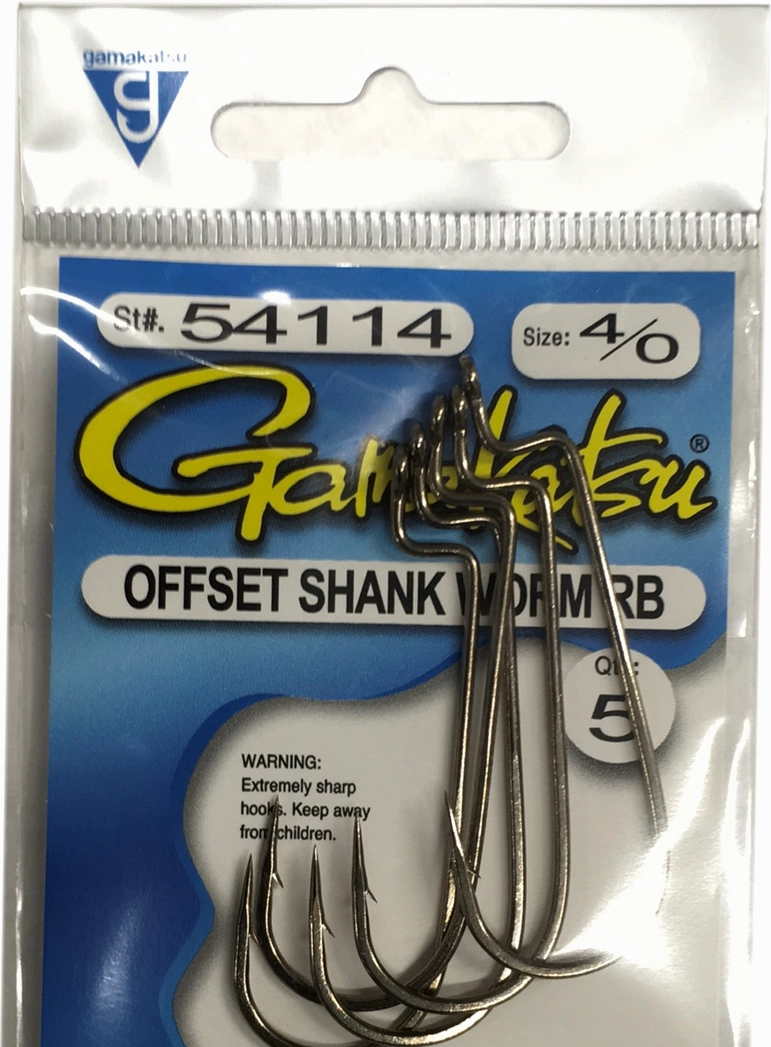 gamakatsu
St#. 54114
Size: 4/0
Gamakatsu®
OFFSET SHANK WORM RB
Qty:
5
WARNING:
Extremely sharp
hooks. Keep away
from children.